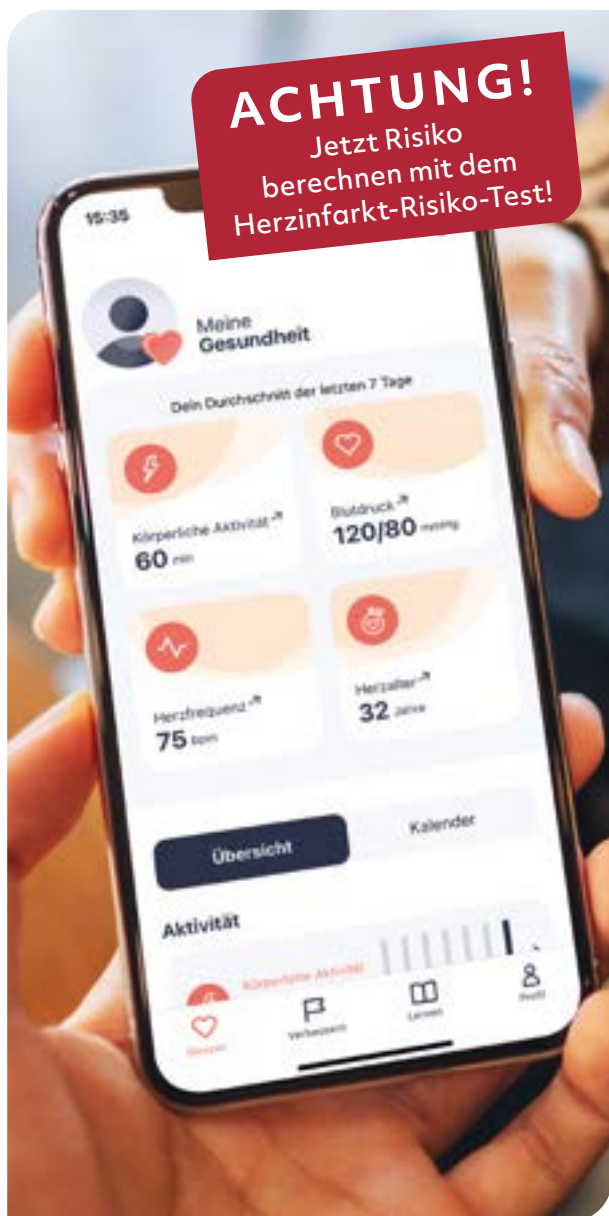 ACHTUNG!
Jetzt Risiko
berechnen mit dem
Herzinfarkt-Risiko-Test!
15:35
Meine
Gesundheit
Dein Durchschnitt der letzten 7 Tage
Körperliche Aktivität
60 min
Blutdruck
120/80 mmHg
Herzfrequenz
75 Bpm
Herzalter
32 Jahre
Übersicht
Kalender
Aktivität
Körperliche Aktivität
Verbessern
Lernen
Profil